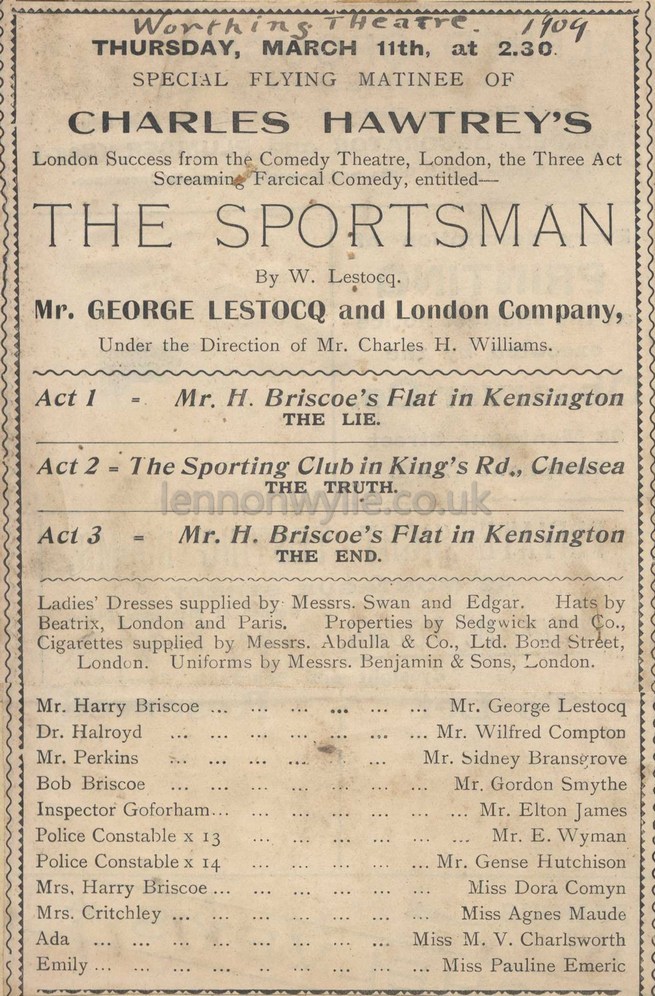 Worthing Theatre. 1909
THURSDAY, MARCH 11th, at 2.30.
SPECIAL FLYING MATINEE OF
CHARLES HAWTREY'S
London Success from the Comedy Theatre, London, the Three Act
Screaming Farcical Comedy, entitled—
THE SPORTSMAN
By W. Lestocq.
Mr. GEORGE LESTOCQ and London Company,
Under the Direction of Mr. Charles H. Williams.
Act 1 = Mr. H. Briscoe's Flat in Kensington
THE LIE.
Act 2 = The Sporting Club in King's Rd., Chelsea
THE TRUTH.
lennonwylie.co.uk
Act 3 = Mr. H. Briscoe's Flat in Kensington
THE END.
Ladies' Dresses supplied by Messrs. Swan and Edgar. Hats by
Beatrix, London and Paris. Properties by Sedgwick and Co.,
Cigarettes supplied by Messrs. Abdulla & Co., Ltd. Bond Street,
London. Uniforms by Messrs. Benjamin & Sons, London.
Mr. Harry Briscoe ... ... ... ... ... ... Mr. George Lestocq
Dr. Halroyd ... ... ... ... ... ... Mr. Wilfred Compton
Mr. Perkins ... ... ... ... ... ... Mr. Sidney Bransgrove
Bob Briscoe ... ... ... ... ... ... Mr. Gordon Smythe
Inspector Goforham... ... ... ... ... ... ... Mr. Elton James
Police Constable x 13 ... ... ... ... ... ... Mr. E. Wyman
Police Constable x 14 ... ... ... ... ... Mr. Gense Hutchison
Mrs. Harry Briscoe ... ... ... ... ... ... Miss Dora Comyn
Mrs. Critchley ... ... ... ... ... ... ... Miss Agnes Maude
Ada ... ... ... ... ... ... ... ... Miss M. V. Charlsworth
Emily ... ... ... ... .. ... ... ... ... Miss Pauline Emeric